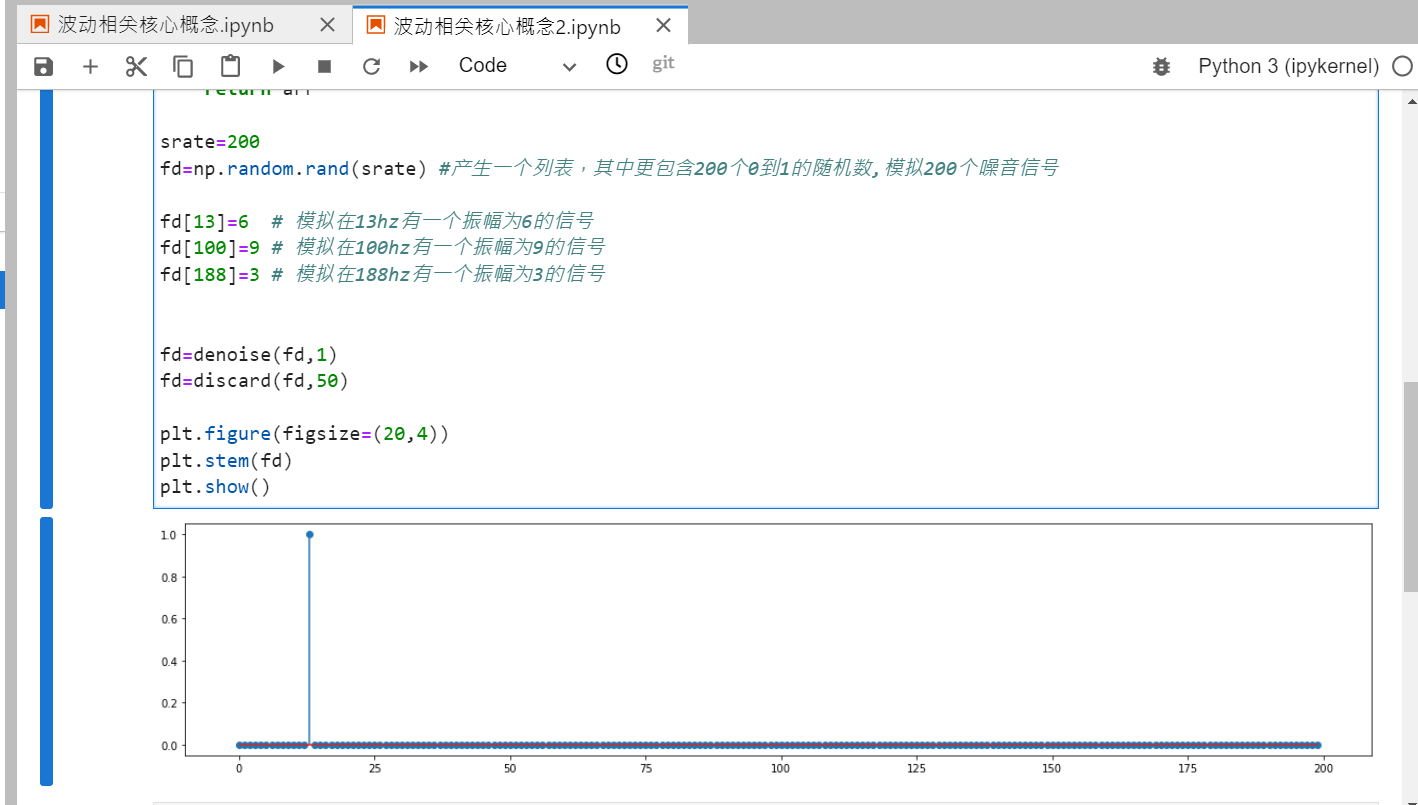 波动相关核心概念.ipynb
波动相关核心概念2.ipynb
Code
git
Python 3 (ipykernel)
return arr
srate=200
fd=np.random.rand(srate) #产生一个列表，其中更包含200个0到1的随机数,模拟200个噪音信号
fd[13]=6 # 模拟在13hz有一个振幅为6的信号
fd[100]=9 # 模拟在100hz有一个振幅为9的信号
fd[188]=3 # 模拟在188hz有一个振幅为3的信号
fd=denoise(fd,1)
fd=discard(fd,50)
plt.figure(figsize=(20,4))
plt.stem(fd)
plt.show()
1.0
0.8
0.6
0.4
0.2
0.0
0 25 50 75 100 125 150 175 200